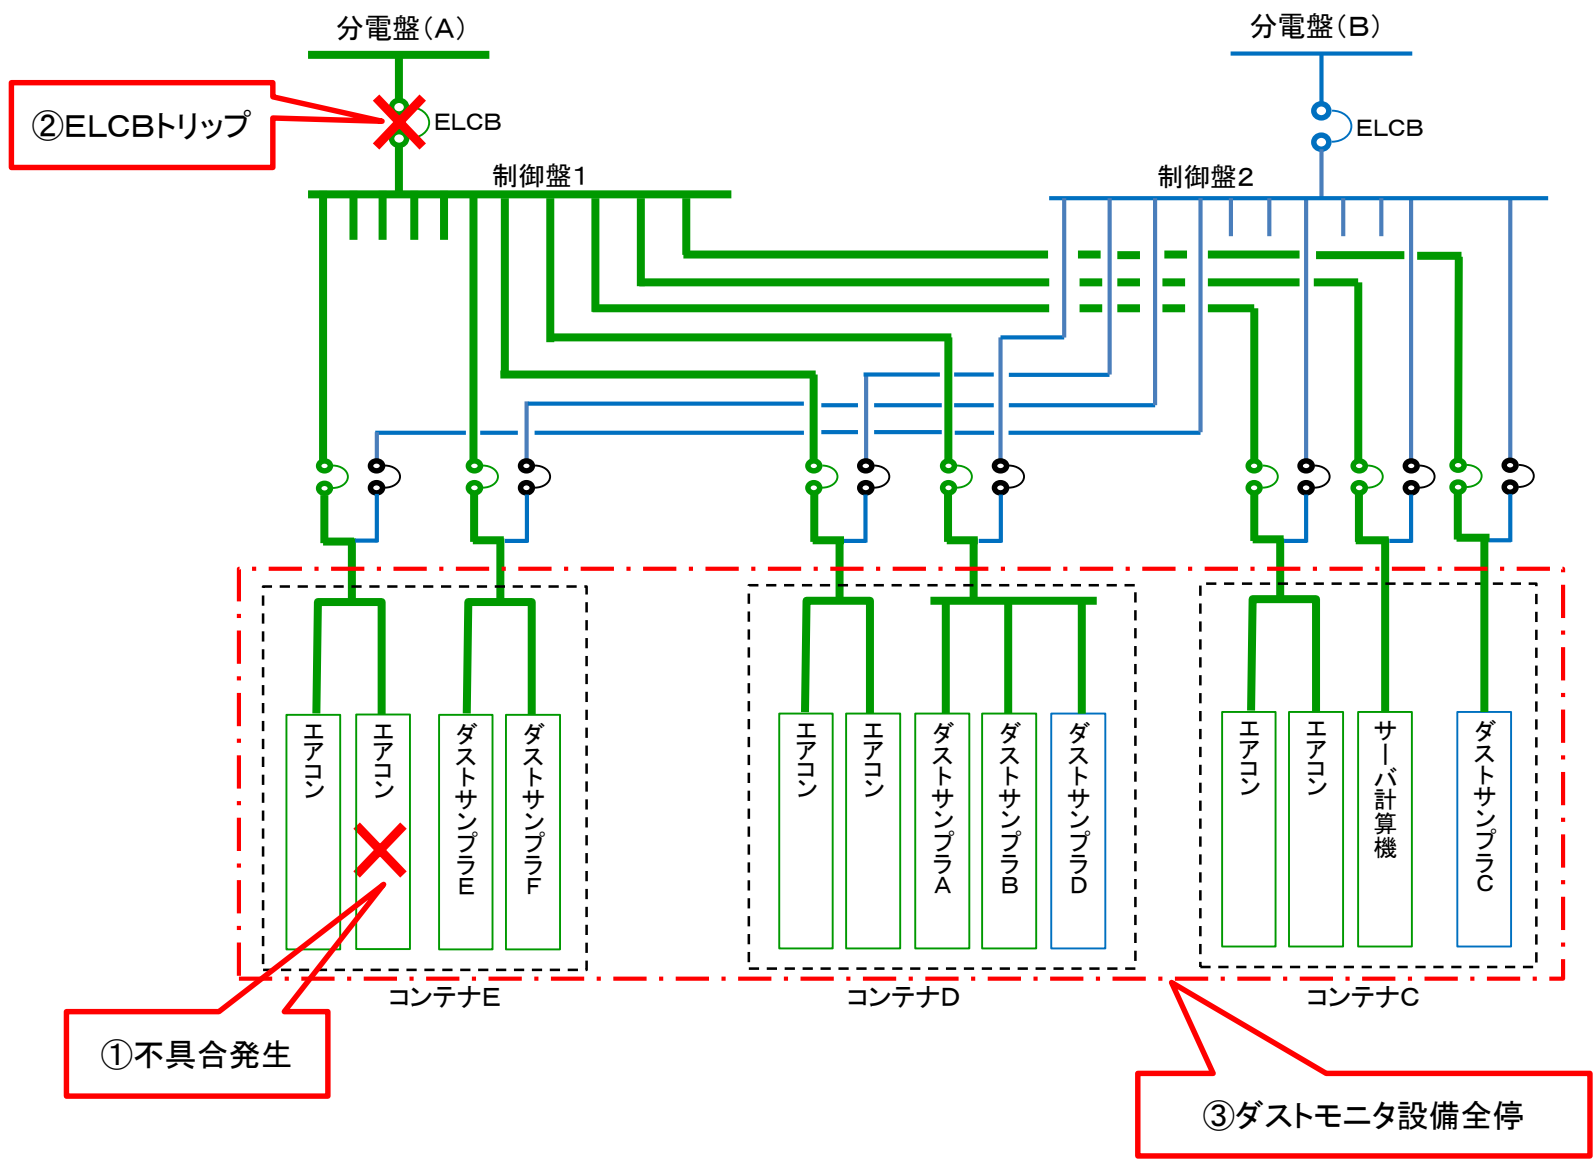 分電盤(A)
分電盤(B)
②ELCBトリップ
ELCB
ELCB
制御盤1
制御盤2
エアコン
エアコン
ダストサンプラE
ダストサンプラF
エアコン
エアコン
ダストサンプラA
ダストサンプラB
ダストサンプラD
エアコン
エアコン
サーバ計算機
ダストサンプラC
コンテナE
コンテナD
コンテナC
①不具合発生
③ダストモニタ設備全停